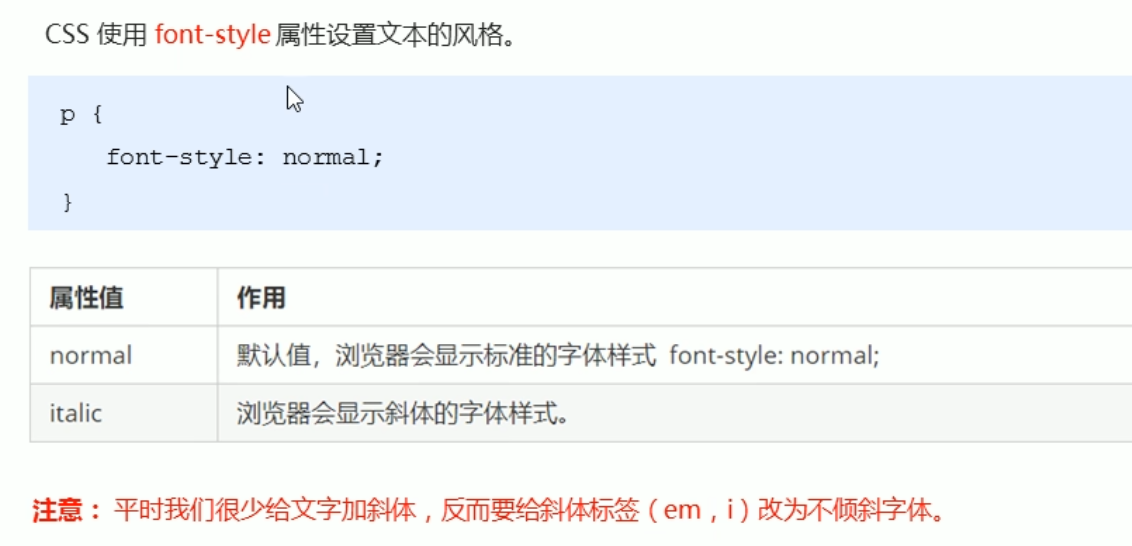 CSS 使用 font-style 属性设置文本的风格。
p {
font-style: normal;
}
属性值 作用
normal 默认值，浏览器会显示标准的字体样式 font-style: normal;
italic 浏览器会显示斜体的字体样式。
注意： 平时我们很少给文字加斜体，反而要给斜体标签（em，i）改为不倾斜字体。